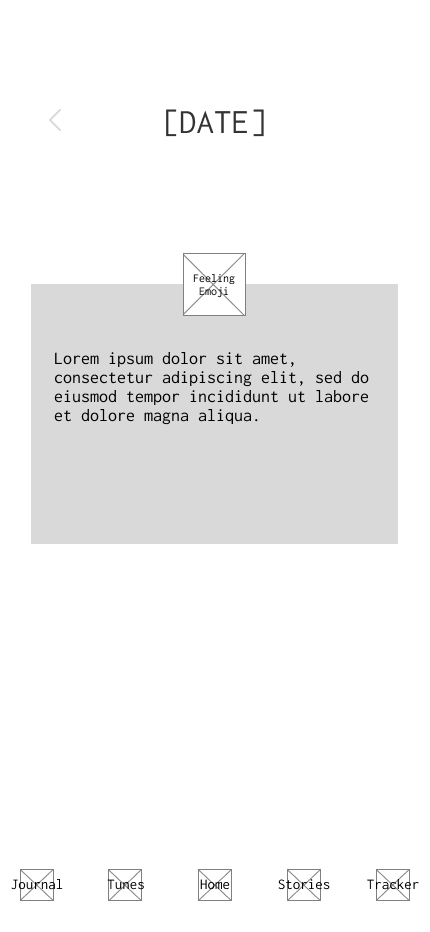 [DATE]
Feeling
Emoji
Lorem ipsum dolor sit amet,
consectetur adipiscing elit, sed do
eiusmod tempor incididunt ut labore
et dolore magna aliqua.
Journal Tunes Home Stories Tracker